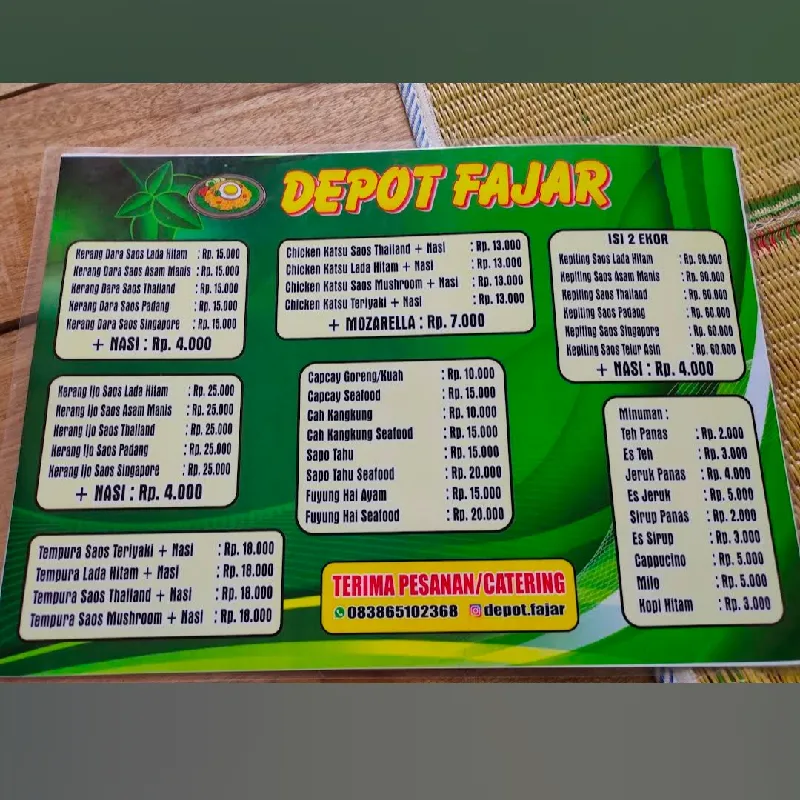 DEPOT FAJAR
Kerang Dara Saos Lada Hitam : Rp. 15.000
Kerang Dara Saos Asam Manis : Rp. 15.000
Kerang Dara Saos Thailand : Rp. 15.000
Kerang Dara Saos Padang : Rp. 15.000
Kerang Dara Saos Singapore : Rp. 15.000
+ NASI : Rp. 4.000
Kerang Ijo Saos Lada Hitam : Rp. 25.000
Kerang Ijo Saos Asam Manis : Rp. 25.000
Kerang Ijo Saos Thailand : Rp. 25.000
Kerang Ijo Saos Padang : Rp. 25.000
Kerang Ijo Saos Singapore : Rp. 25.000
+ NASI : Rp. 4.000
Tempura Saos Teriyaki + Nasi : Rp. 18.000
Tempura Lada Hitam + Nasi : Rp. 18.000
Tempura Saos Thailand + Nasi : Rp. 18.000
Tempura Saos Mushroom + Nasi : Rp. 18.000
Chicken Katsu Saos Thailand + Nasi : Rp. 13.000
Chicken Katsu Lada Hitam + Nasi : Rp. 13.000
Chicken Katsu Saos Mushroom + Nasi : Rp. 13.000
Chicken Katsu Teriyaki + Nasi : Rp. 13.000
+ MOZARELLA : Rp. 7.000
Capcay Goreng/Kuah : Rp. 10.000
Capcay Seafood : Rp. 15.000
Cah Kangkung : Rp. 10.000
Cah Kangkung Seafood : Rp. 15.000
Sapo Tahu : Rp. 15.000
Sapo Tahu Seafood : Rp. 20.000
Fuyung Hai Ayam : Rp. 15.000
Fuyung Hai Seafood : Rp. 20.000
TERIMA PESANAN/CATERING
083865102368 depot.fajar
ISI 2 EKOR
Kepiting Saos Lada Hitam : Rp. 60.000
Kepiting Saos Asam Manis : Rp. 60.000
Kepiting Saos Thailand : Rp. 60.000
Kepiting Saos Padang : Rp. 60.000
Kepiting Saos Singapore : Rp. 60.000
Kepiting Saos Telur Asin : Rp. 60.000
+ NASI : Rp. 4.000
Minuman :
Teh Panas : Rp. 2.000
Es Teh : Rp. 3.000
Jeruk Panas : Rp. 4.000
Es Jeruk : Rp. 5.000
Sirup Panas : Rp. 2.000
Es Sirup : Rp. 3.000
Cappucino : Rp. 5.000
Milo : Rp. 5.000
Kopi Hitam : Rp. 3.000